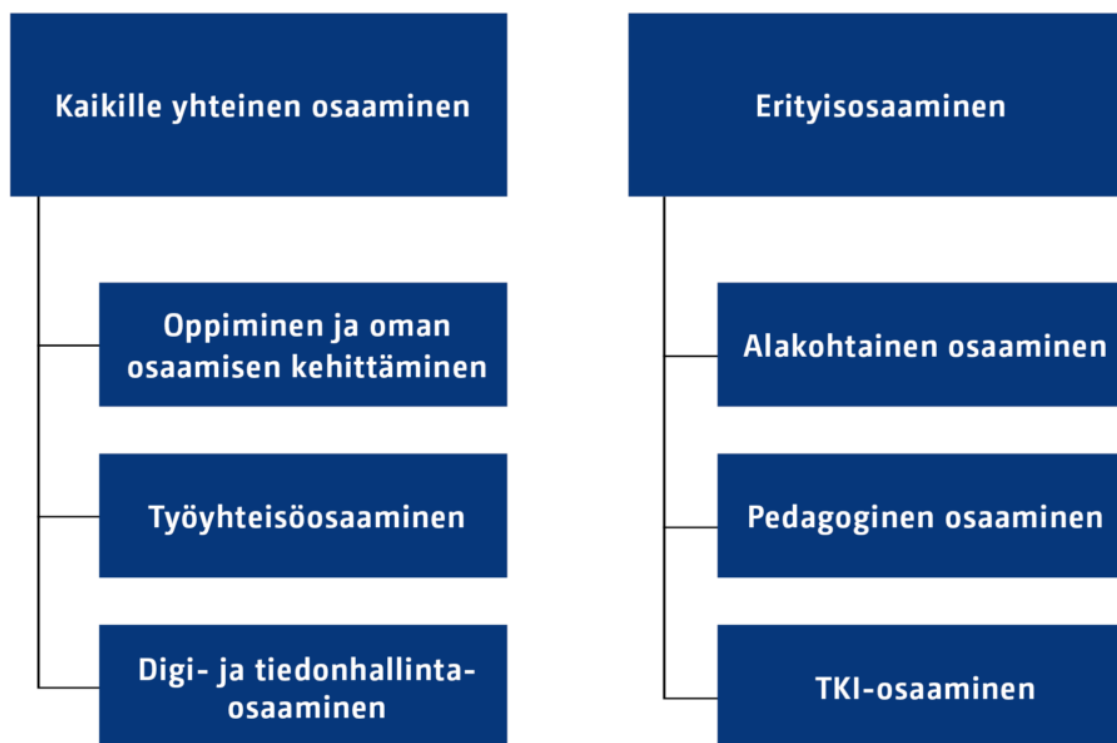 Kaikille yhteinen osaaminen
Oppiminen ja oman
osaamisen kehittäminen
Työyhteisöosaaminen
Digi- ja tiedonhallinta-
osaaminen
Erityisosaaminen
Alakohtainen osaaminen
Pedagoginen osaaminen
TKI-osaaminen